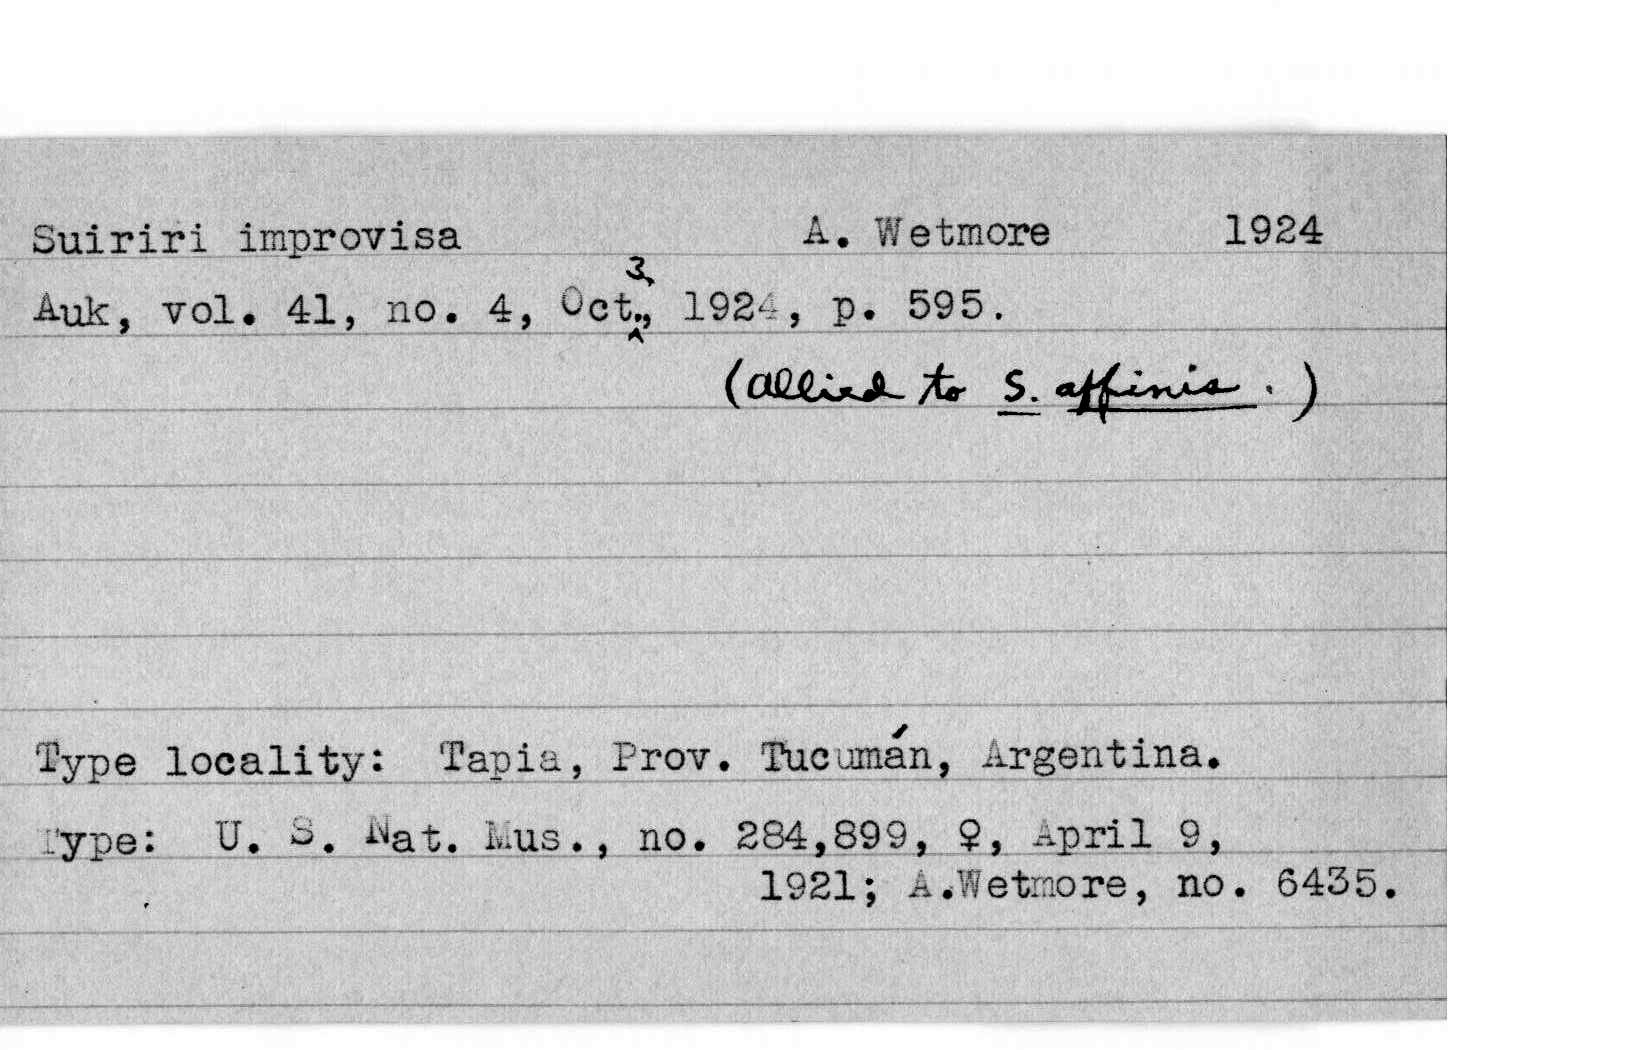 Suiriri improvisa A. Wetmore 1924
Auk, vol. 41, no. 4, Oct. 3, 1924, p. 595.
(allied to S. affinis.)
Type locality: Tapia, Prov. Tucumán, Argentina.
Type: U. S. Nat. Mus., no. 284,899, ♀, April 9,
1921; A.Wetmore, no. 6435.